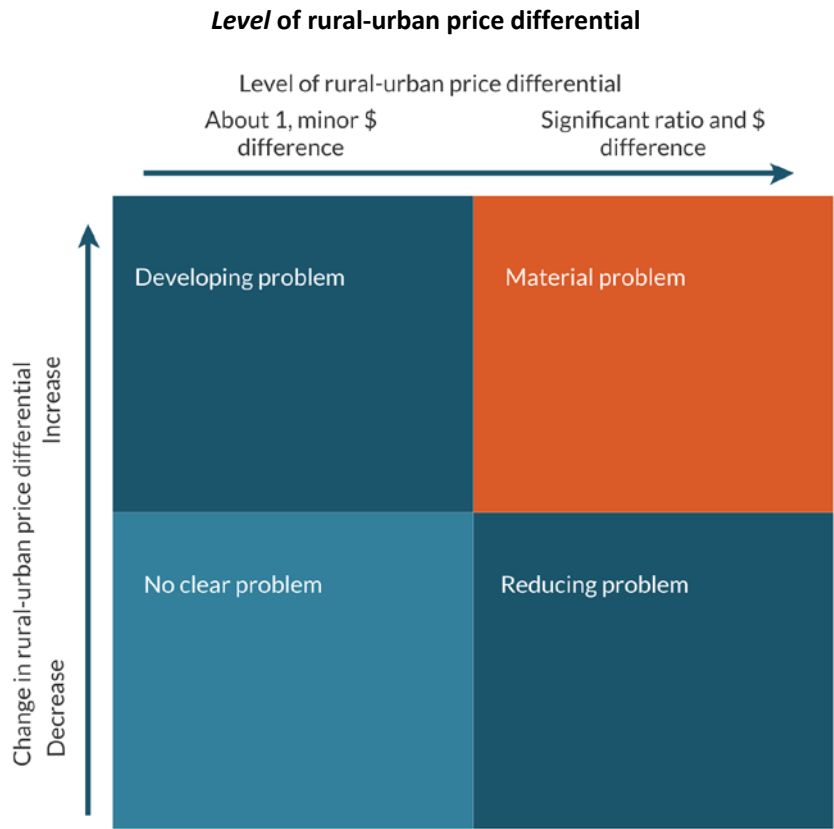 Level of rural-urban price differential
Level of rural-urban price differential
About 1, minor $
difference
Significant ratio and $
difference
Change in rural-urban price differential
Increase
Decrease
Developing problem
Material problem
No clear problem
Reducing problem